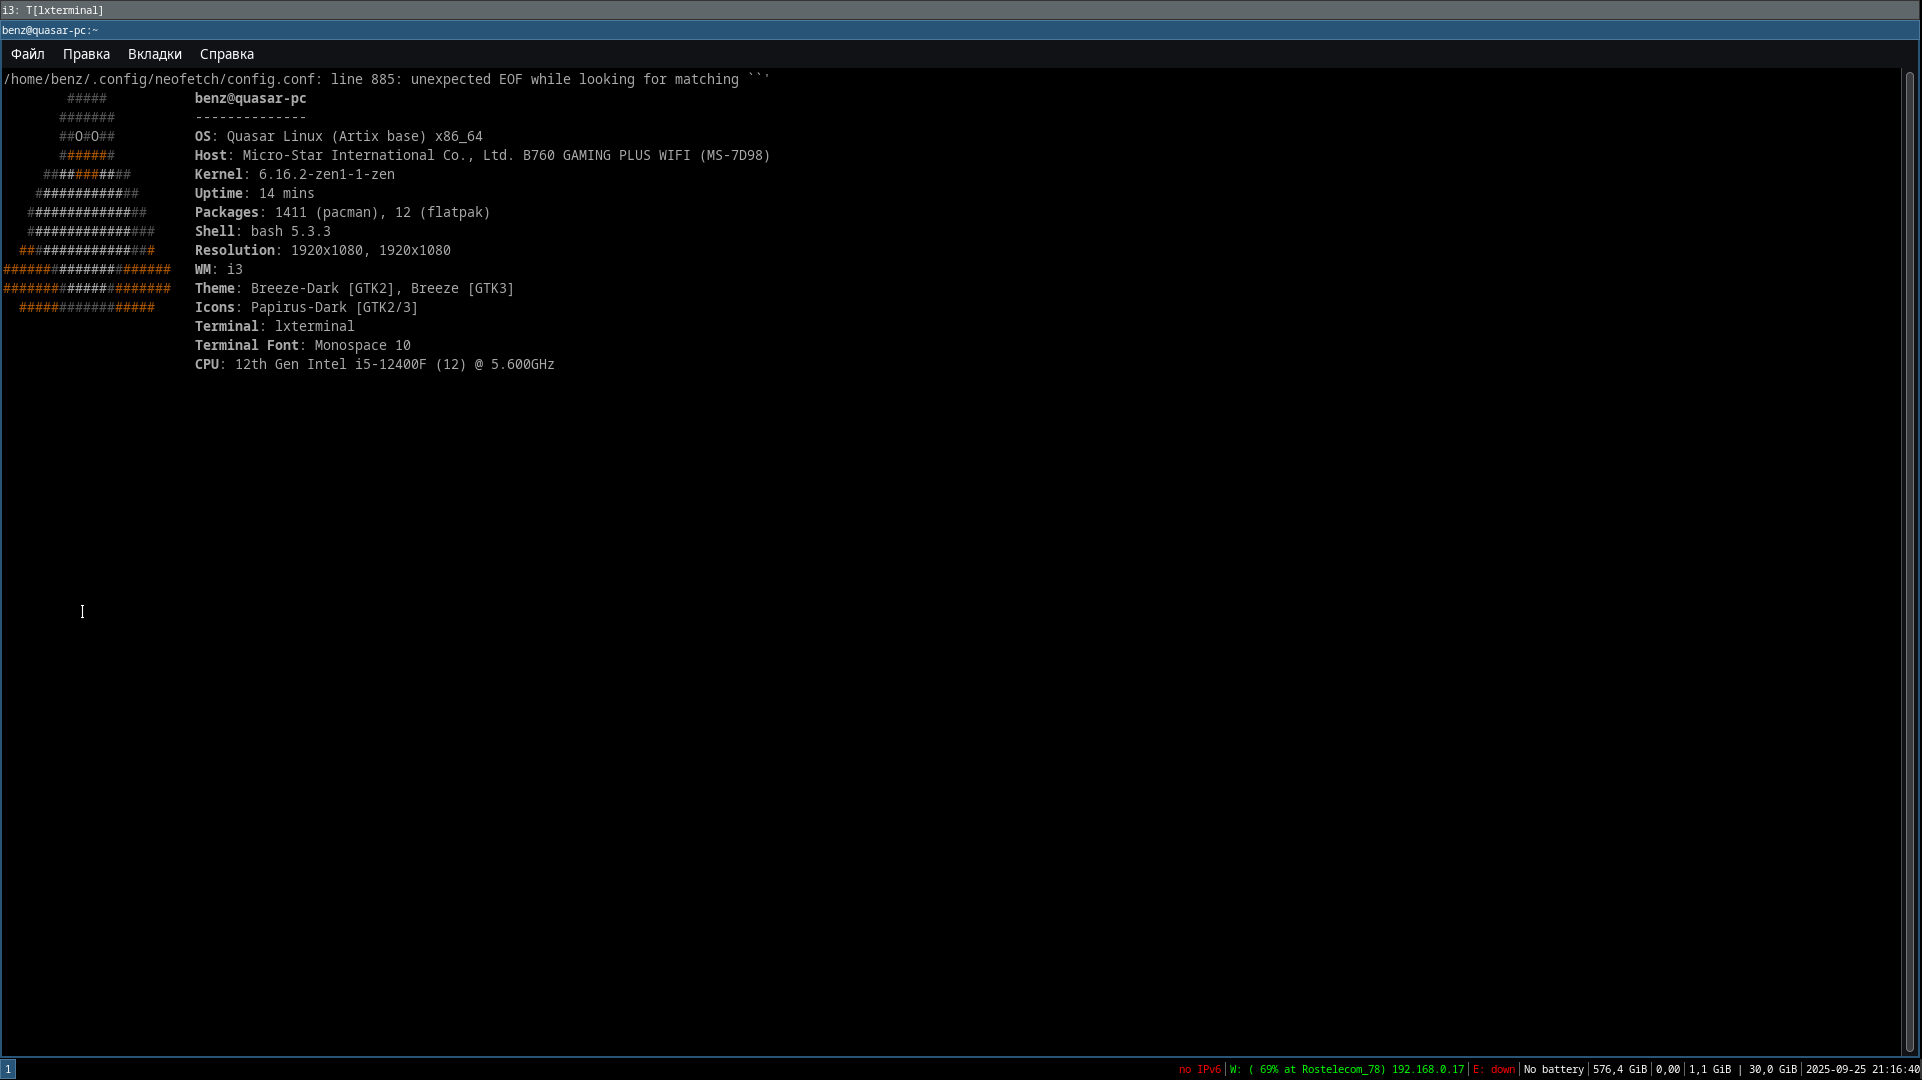 i3: T[lxterminal]
benz@quasar-pc:~
Файл Правка Вкладки Справка
/home/benz/.config/neofetch/config.conf: line 885: unexpected EOF while looking for matching ``'
##### benz@quasar-pc
####### --------------
##O#O## OS: Quasar Linux (Artix base) x86_64
####### Host: Micro-Star International Co., Ltd. B760 GAMING PLUS WIFI (MS-7D98)
########### Kernel: 6.16.2-zen1-1-zen
############# Uptime: 14 mins
############### Packages: 1411 (pacman), 12 (flatpak)
################ Shell: bash 5.3.3
################# Resolution: 1920x1080, 1920x1080
##################### WM: i3
##################### Theme: Breeze-Dark [GTK2], Breeze [GTK3]
################# Icons: Papirus-Dark [GTK2/3]
Terminal: lxterminal
Terminal Font: Monospace 10
CPU: 12th Gen Intel i5-12400F (12) @ 5.600GHz
1 no IPv6 | W: ( 69% at Rostelecom_78) 192.168.0.17 | E: down | No battery | 576,4 GiB | 0,00 | 1,1 GiB | 30,0 GiB | 2025-09-25 21:16:40